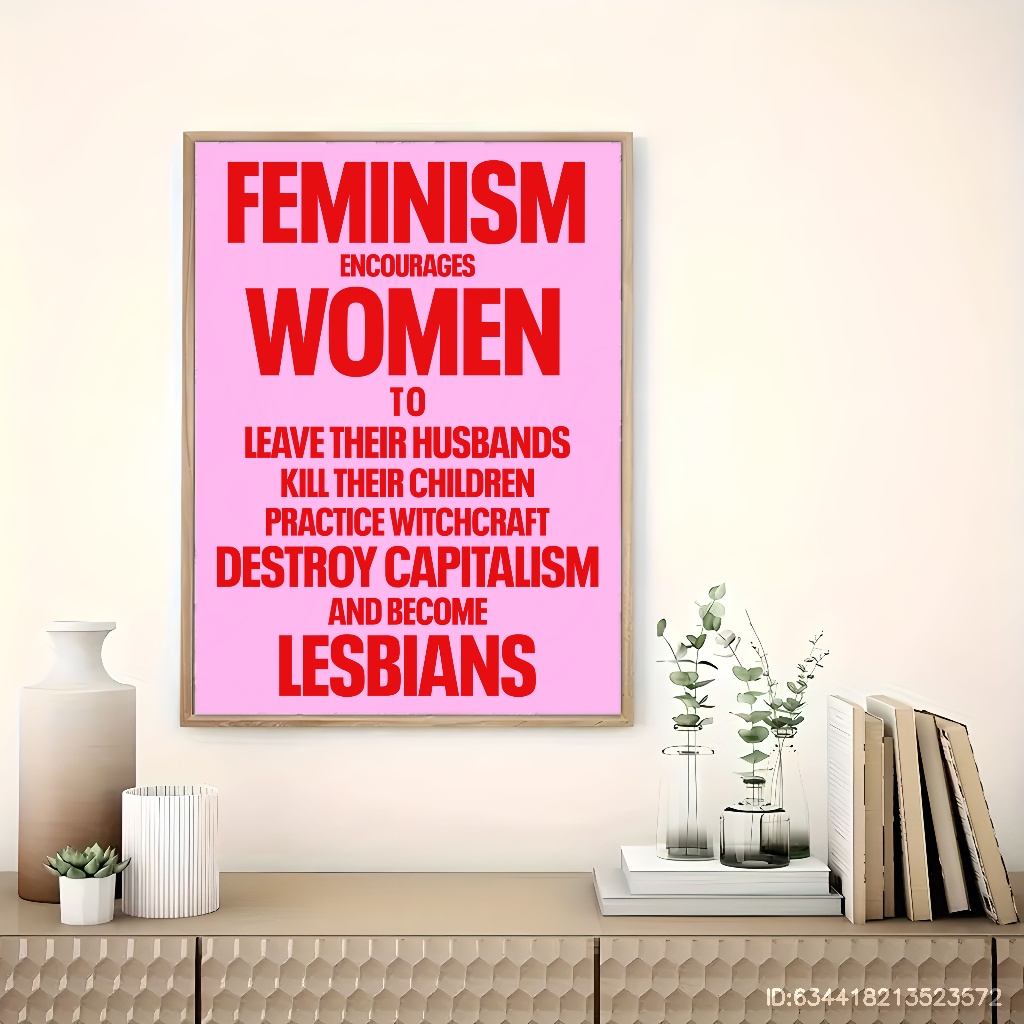 FEMINISM
ENCOURAGES
WOMEN
TO
LEAVE THEIR HUSBANDS
KILL THEIR CHILDREN
PRACTICE WITCHCRAFT
DESTROY CAPITALISM
AND BECOME
LESBIANS
ID:634418213523572